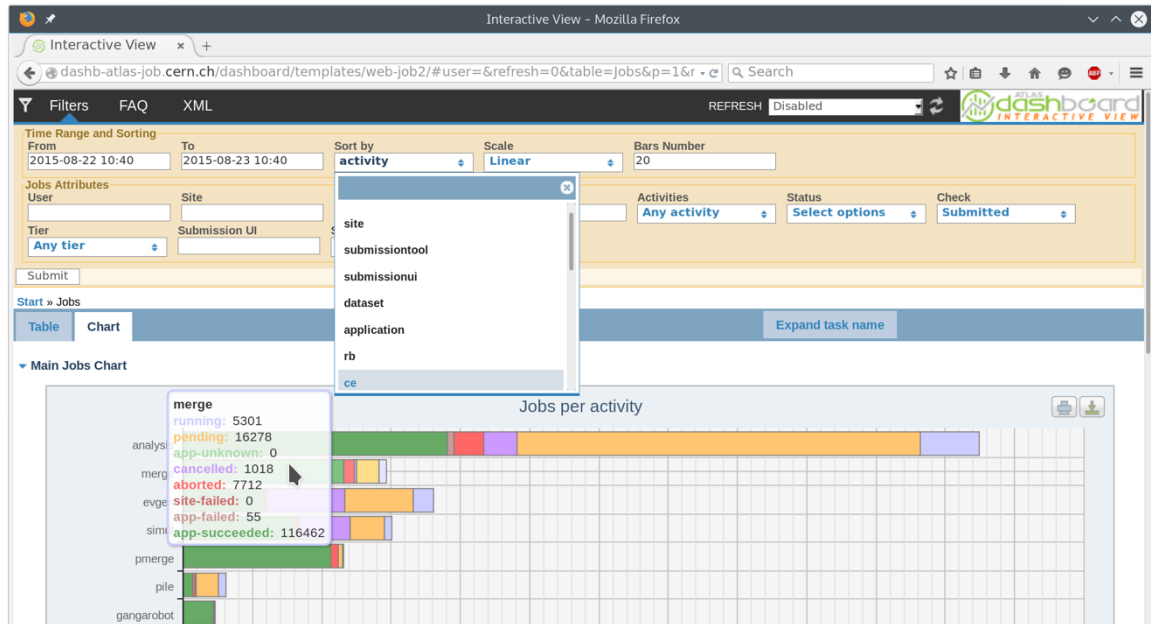 Interactive View - Mozilla Firefox
Interactive View × +
dashb-atlas-job.cern.ch/dashboard/templates/web-job2/#user=&refresh=0&table=Jobs&p=1&r Search ABP
Filters FAQ XML REFRESH Disabled ATLAS dashboard
INTERACTIVE VIEW
Time Range and Sorting
From To Sort by Scale Bars Number
2015-08-22 10:40 2015-08-23 10:40 activity Linear 20
Jobs Attributes
User Site Activities Status Check
Any activity Select options Submitted
Tier Submission UI
Any tier
site
submissiontool
submissionui
dataset
application
rb
ce
Submit
Start » Jobs
Table Chart Expand task name
Main Jobs Chart
Jobs per activity
merge
running: 5301
pending: 16278
app-unknown: 0
cancelled: 1018
aborted: 7712
site-failed: 0
app-failed: 55
app-succeeded: 116462
pmerge
pile
gangarobot